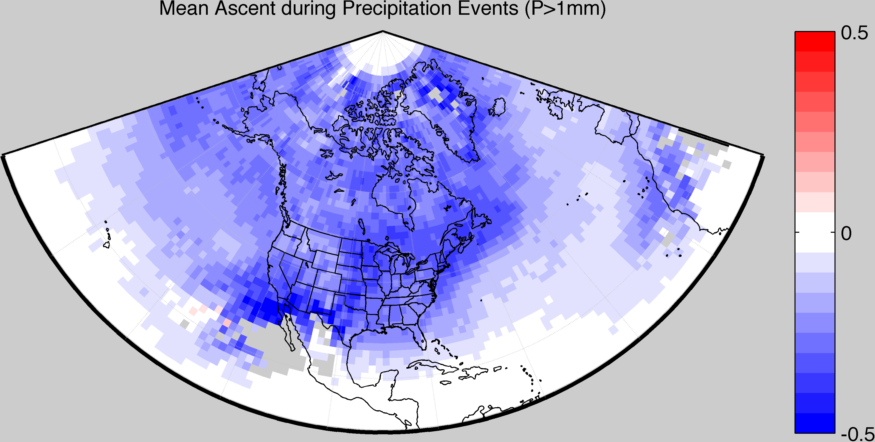 Mean Ascent during Precipitation Events (P>1mm)
0.5
0
-0.5